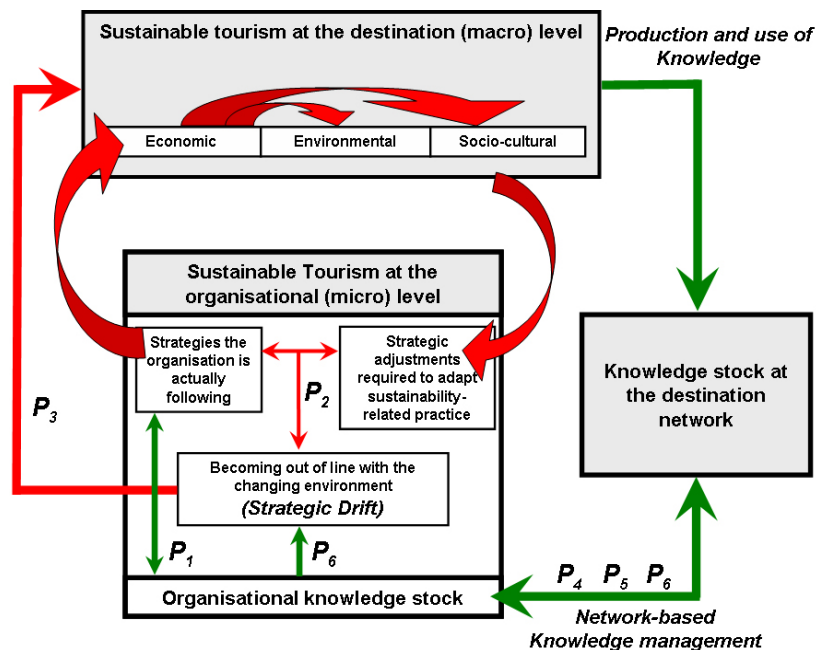 Sustainable tourism at the destination (macro) level
Production and use of
Knowledge
Economic
Environmental
Socio-cultural
Sustainable Tourism at the
organisational (micro) level
Strategies the
organisation is
actually
following
Strategic
adjustments
required to adapt
sustainability-
related practice
P2
P3
Becoming out of line with the
changing environment
(Strategic Drift)
P1
P6
Organisational knowledge stock
Knowledge stock at
the destination
network
P4 P5 P6
Network-based
Knowledge management